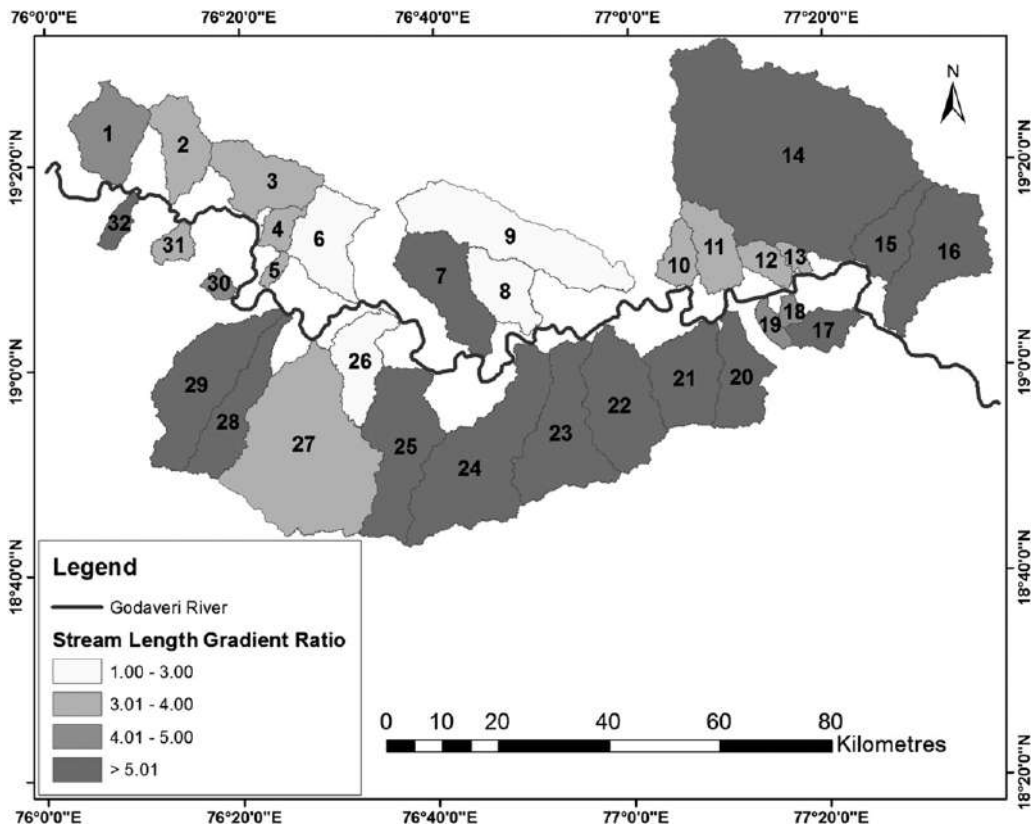 76°0'0"E 76°20'0"E 76°40'0"E 77°0'0"E 77°20'0"E
N
1
2
14
19°20'0"N 19°20'0"N
3
32
4
6
9
31
11
15
16
5
7
10
12
13
30
8
18
19
17
26
19°0'0"N 19°0'0"N
29
21
20
28
22
27
25
23
24
Legend
18°40'0"N 18°40'0"N
Godaveri River
Stream Length Gradient Ratio
1.00 - 3.00
3.01 - 4.00
4.01 - 5.00
> 5.01
0 10 20 40 60 80
Kilometres
18°20'0"N
76°0'0"E 76°20'0"E 76°40'0"E 77°0'0"E 77°20'0"E